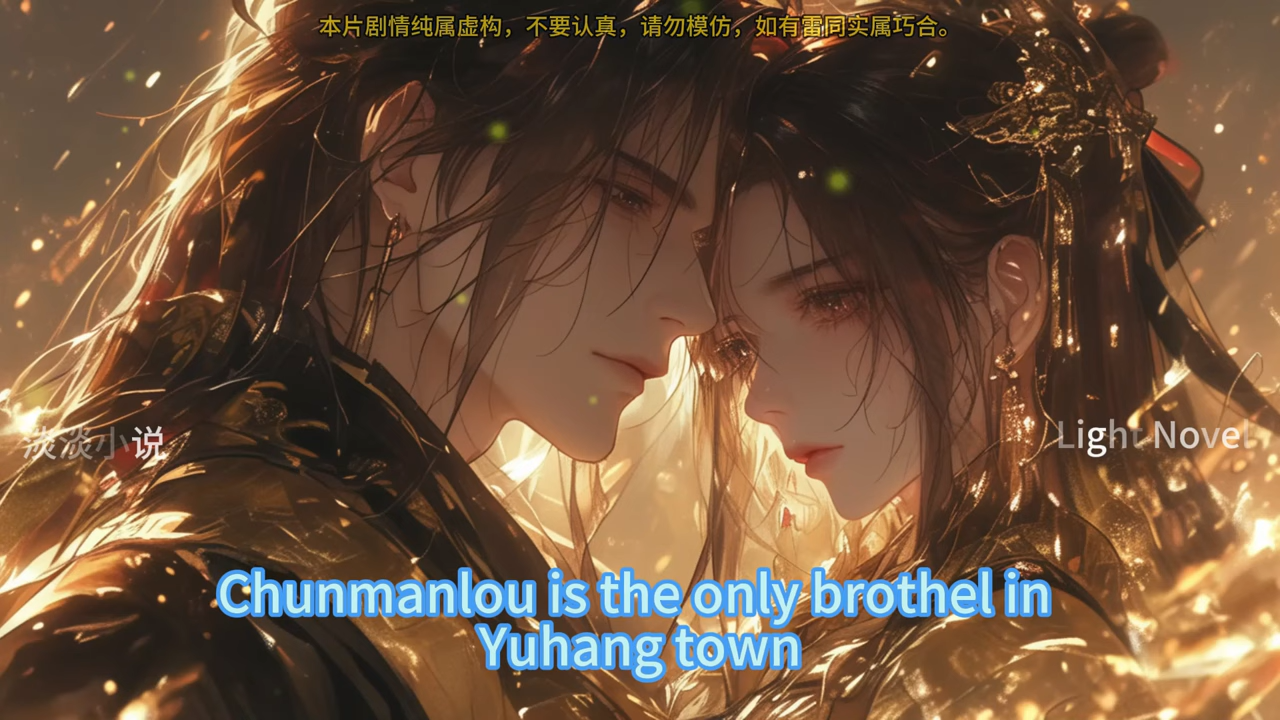 本片剧情纯属虚构，不要认真，请勿模仿，如有雷同实属巧合。
淡淡小说
Light Novel
Chunmanlou is the only brothel in
Yuhang town